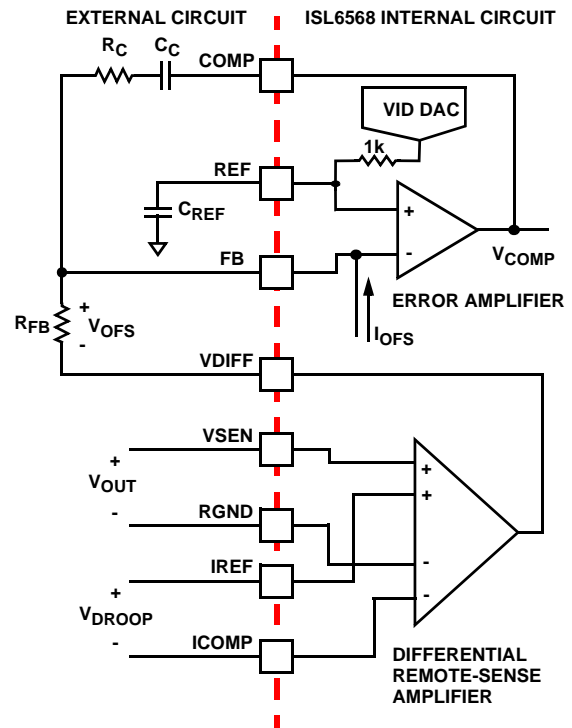 EXTERNAL CIRCUIT
ISL6568 INTERNAL CIRCUIT
RC
CC
COMP
VID DAC
1k
REF
CREF
+
-
FB
VCOMP
ERROR AMPLIFIER
IOFS
RFB
+
VOFS
-
VDIFF
VSEN
+
VOUT
-
RGND
IREF
+
VDROOP
-
ICOMP
+
+
-
-
DIFFERENTIAL
REMOTE-SENSE
AMPLIFIER